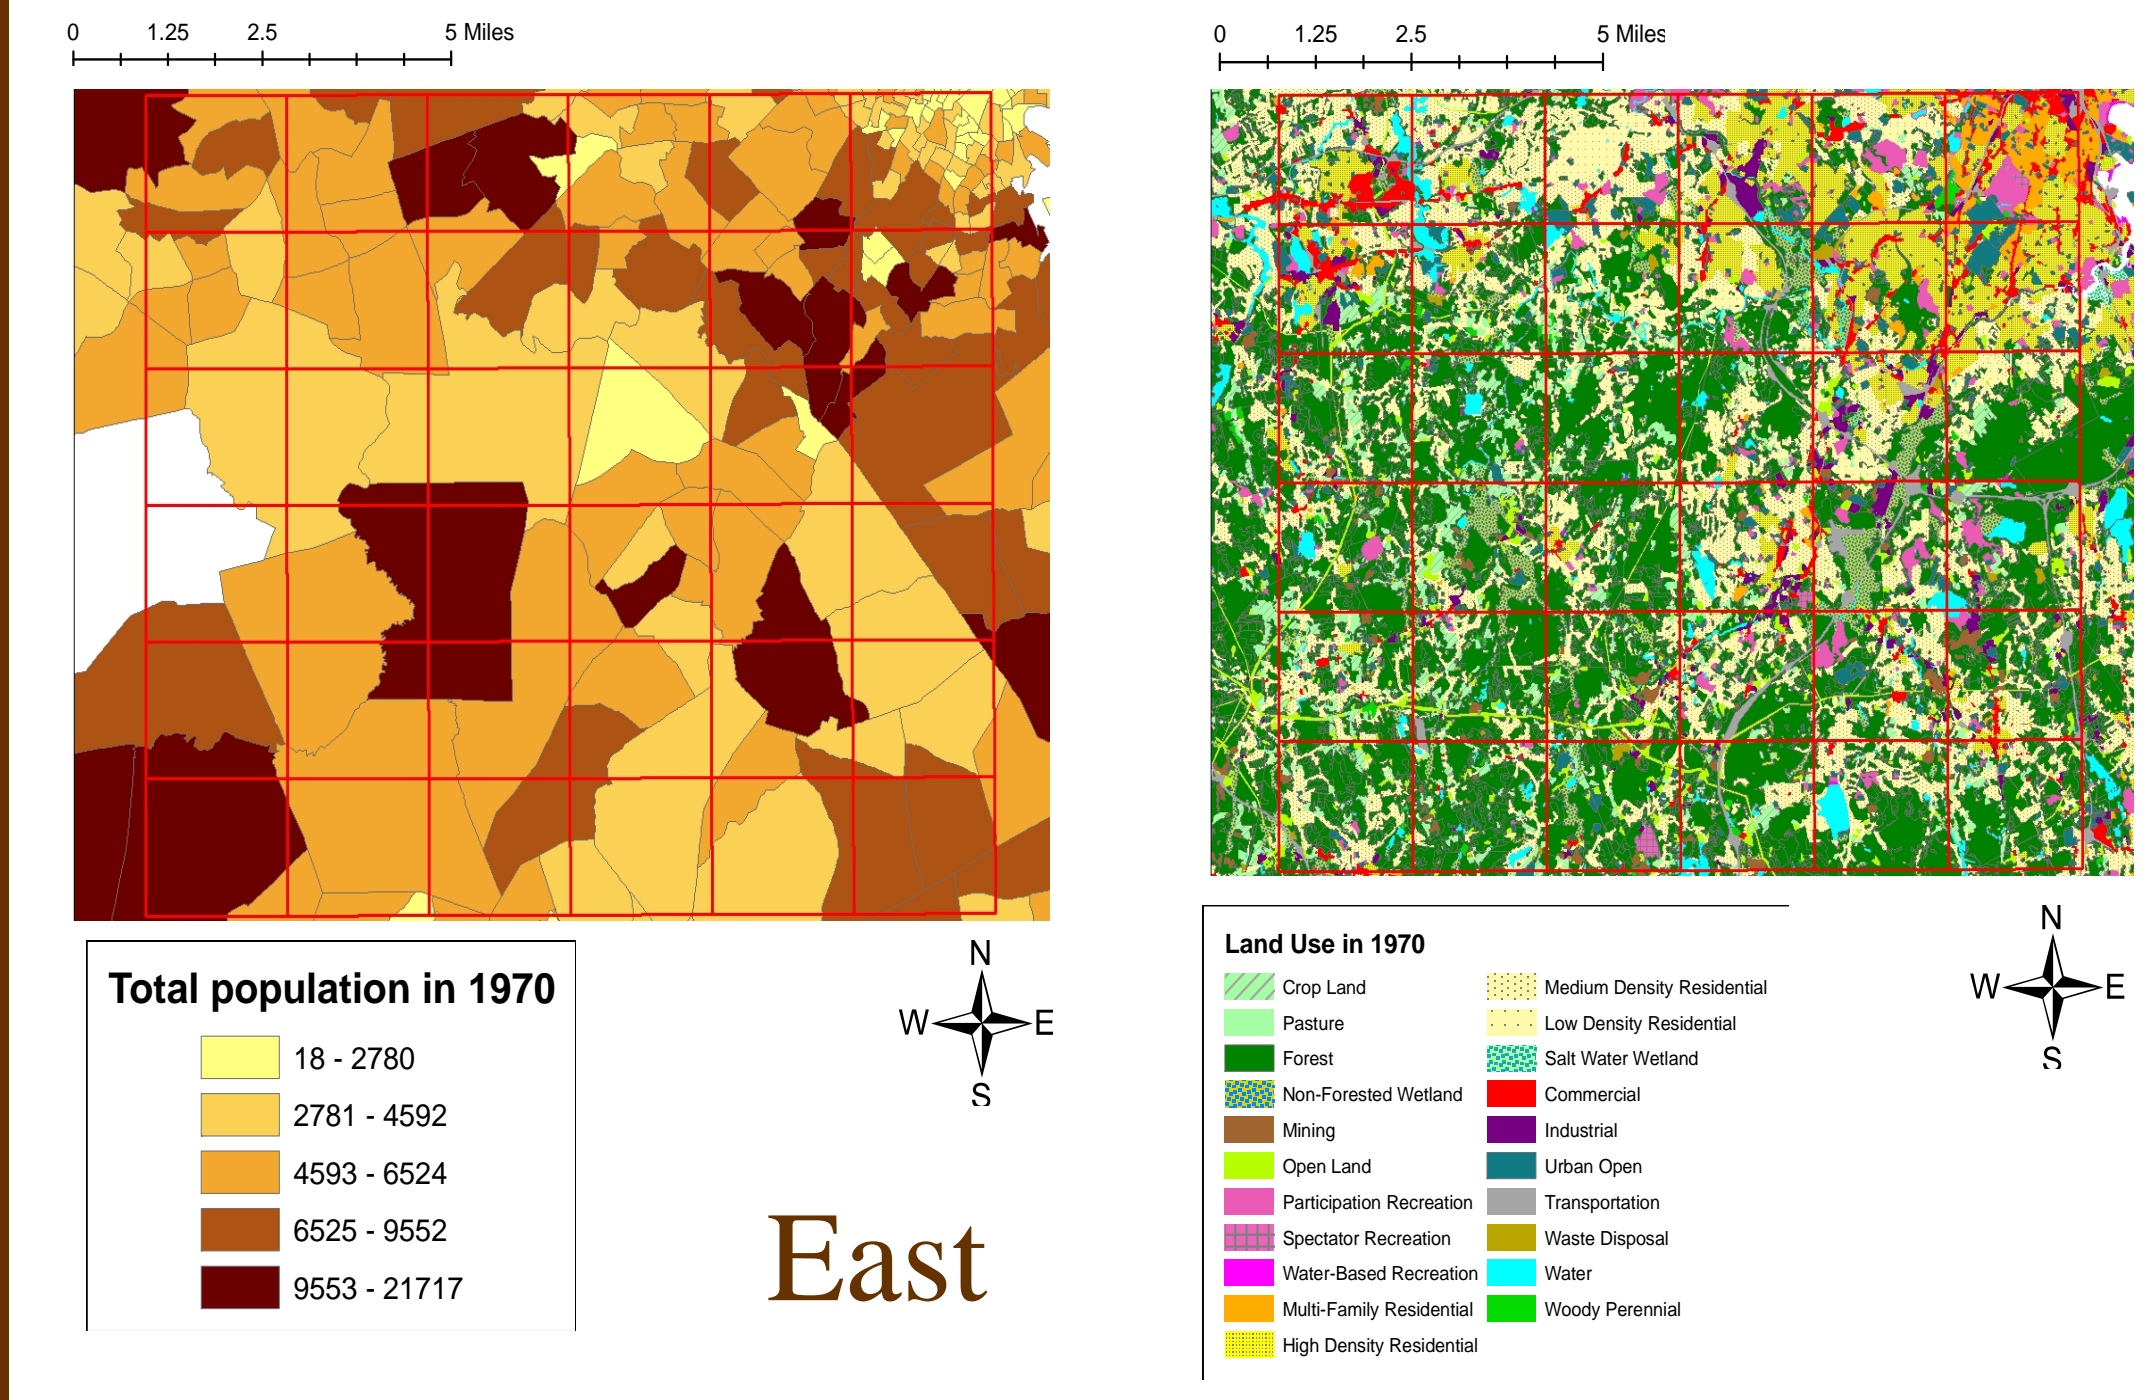 0 1.25 2.5 5 Miles
0 1.25 2.5 5 Miles
Total population in 1970
18 - 2780
2781 - 4592
4593 - 6524
6525 - 9552
9553 - 21717
N
W E
S
East
Land Use in 1970
Crop Land
Pasture
Forest
Non-Forested Wetland
Mining
Open Land
Participation Recreation
Spectator Recreation
Water-Based Recreation
Multi-Family Residential
High Density Residential
Medium Density Residential
Low Density Residential
Salt Water Wetland
Commercial
Industrial
Urban Open
Transportation
Waste Disposal
Water
Woody Perennial
N
W E
S